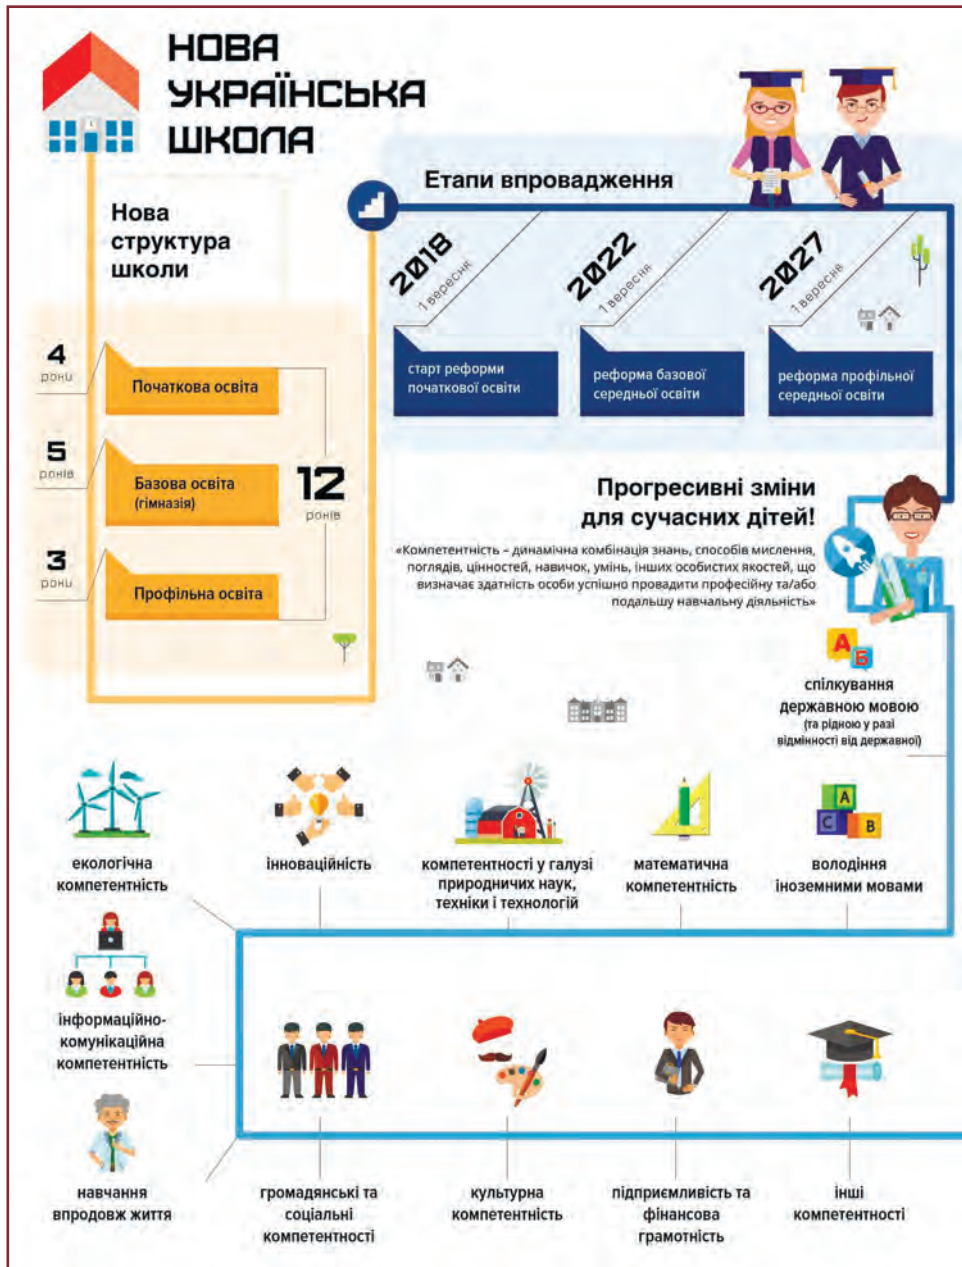 НОВА
УКРАЇНСЬКА
ШКОЛА
Нова
структура
школи
4
роки
Початкова освіта
5
років
Базова освіта
(гімназія)
3
роки
Профільна освіта
12
років
Етапи впровадження
2018
1 вересня
старт реформи
початкової освіти
2022
1 вересня
реформа базової
середньої освіти
2027
1 вересня
реформа профільної
середньої освіти
Прогресивні зміни
для сучасних дітей!
«Компетентність – динамічна комбінація знань, способів мислення,
поглядів, цінностей, навичок, умінь, інших особистих якостей, що
визначає здатність особи успішно провадити професійну та/або
подальшу навчальну діяльність»
А
Б
спілкування
державною мовою
(та рідною у разі
відмінності від державної)
A
C
B
володіння
іноземними мовами
математична
компетентність
компетентності у галузі
природничих наук,
техніки і технологій
інноваційність
екологічна
компетентність
інформаційно-
комунікаційна
компетентність
навчання
впродовж життя
громадянські та
соціальні
компетентності
культурна
компетентність
підприємливість та
фінансова
грамотність
інші
компетентності